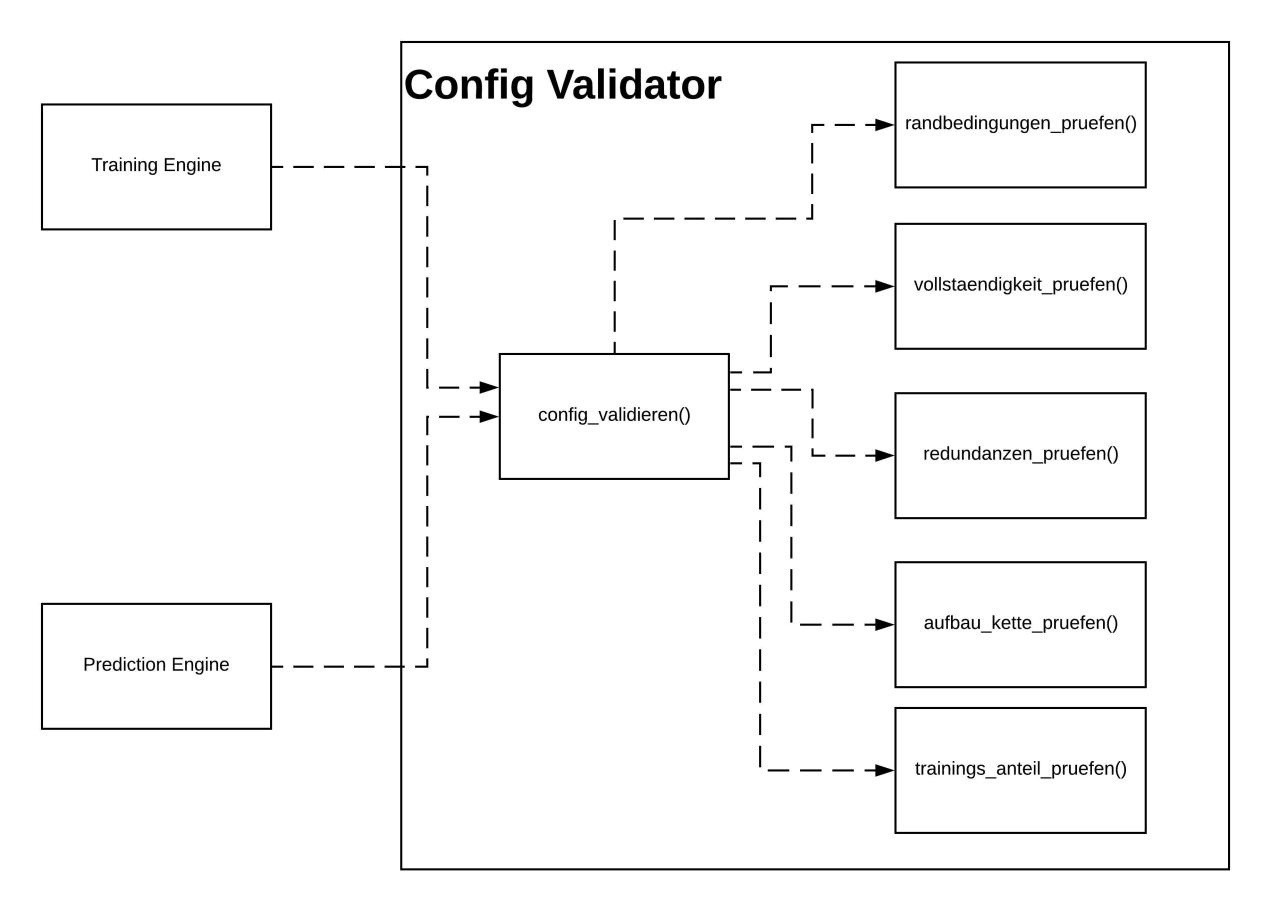 Config Validator
Training Engine
Prediction Engine
config_validieren()
randbedingungen_pruefen()
vollstaendigkeit_pruefen()
redundanzen_pruefen()
aufbau_kette_pruefen()
trainings_anteil_pruefen()